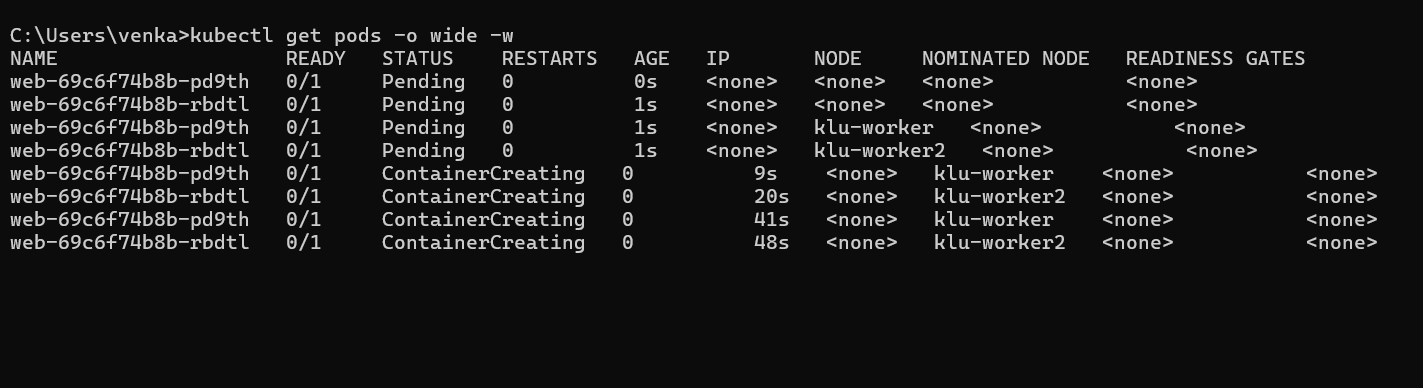 C:\Users\venka>kubectl get pods -o wide -w
NAME                   READY   STATUS    RESTARTS   AGE   IP       NODE     NOMINATED NODE   READINESS GATES
web-69c6f74b8b-pd9th   0/1     Pending   0          0s    <none>   <none>   <none>           <none>
web-69c6f74b8b-rbdtl   0/1     Pending   0          1s    <none>   <none>   <none>           <none>
web-69c6f74b8b-pd9th   0/1     Pending   0          1s    <none>   klu-worker   <none>           <none>
web-69c6f74b8b-rbdtl   0/1     Pending   0          1s    <none>   klu-worker2   <none>           <none>
web-69c6f74b8b-pd9th   0/1     ContainerCreating   0          9s    <none>   klu-worker    <none>           <none>
web-69c6f74b8b-rbdtl   0/1     ContainerCreating   0          20s   <none>   klu-worker2   <none>           <none>
web-69c6f74b8b-pd9th   0/1     ContainerCreating   0          41s   <none>   klu-worker    <none>           <none>
web-69c6f74b8b-rbdtl   0/1     ContainerCreating   0          48s   <none>   klu-worker2   <none>           <none>